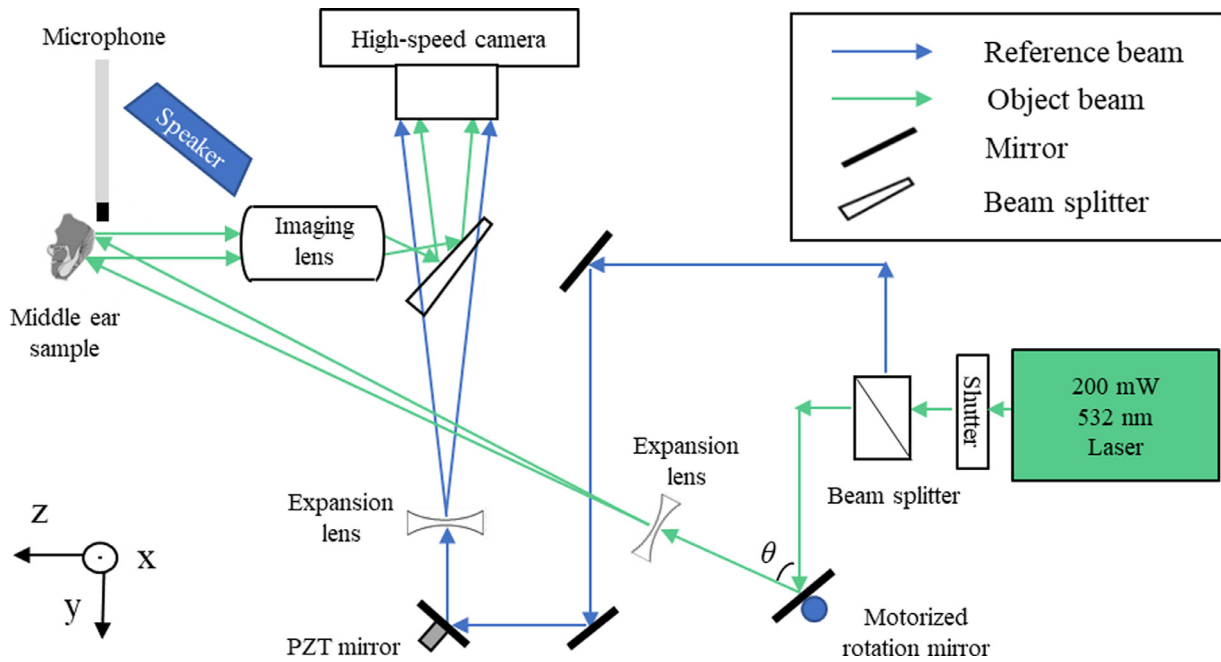 Microphone
High-speed camera
Speaker
Reference beam
Object beam
Mirror
Beam splitter
Imaging
lens
Middle ear
sample
Shutter
200 mW
532 nm
Laser
Beam splitter
Expansion
lens
Expansion
lens
θ
z
x
y
PZT mirror
Motorized
rotation mirror